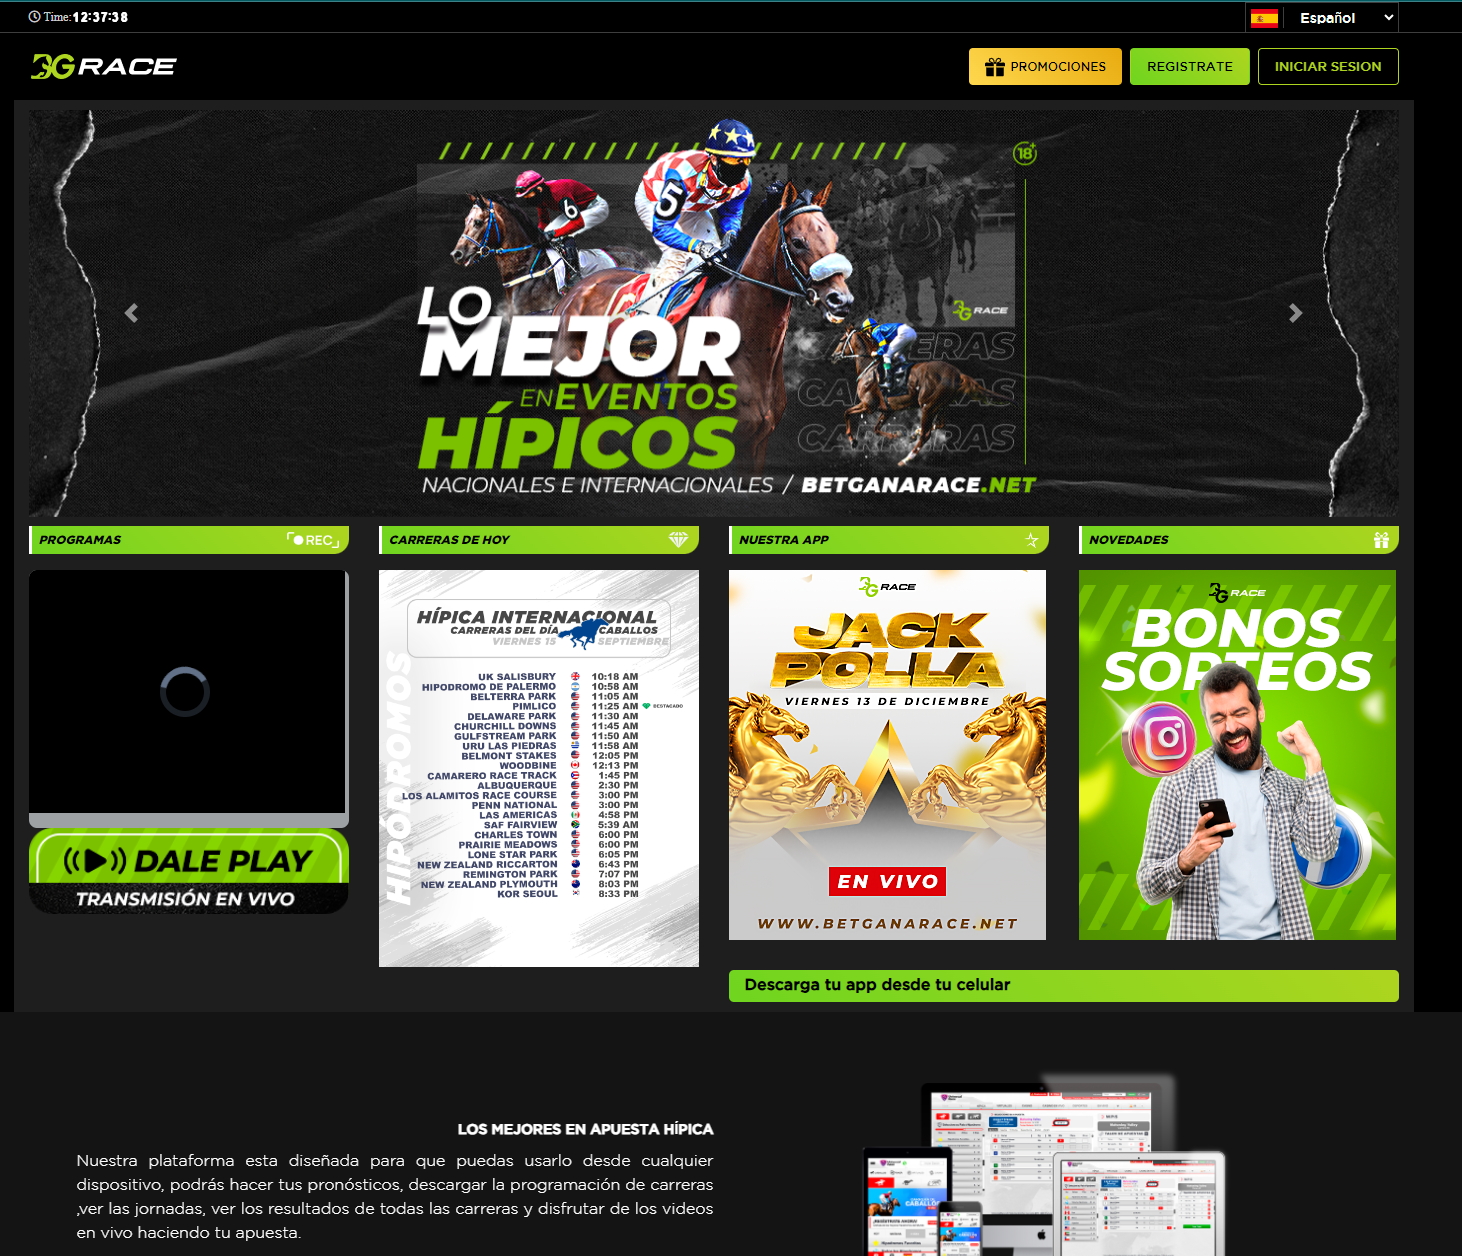 Time: 12:37:38
Español
3G RACE
PROMOCIONES
REGISTRATE
INICIAR SESION
18+
5
6
LO
MEJOR
EN EVENTOS
HÍPICOS
NACIONALES E INTERNACIONALES / BETGANARACE.NET
RACE
CARRERAS
CARRERAS
PROGRAMAS
REC
CARRERAS DE HOY
NUESTRA APP
NOVEDADES
DALE PLAY
TRANSMISIÓN EN VIVO
HÍPICA INTERNACIONAL
CARRERAS DEL DÍA CABALLOS
VIERNES 15 SEPTIEMBRE
HIPÓDROMOS
UK SALISBURY 10:18 AM
HIPODROMO DE PALERMO 10:58 AM
BELTERRA PARK 11:05 AM
PIMLICO 11:25 AM DESTACADO
DELAWARE PARK 11:30 AM
CHURCHILL DOWNS 11:45 AM
GULFSTREAM PARK 11:50 AM
URU LAS PIEDRAS 11:58 AM
BELMONT STAKES 12:05 PM
WOODBINE 12:13 PM
CAMARERO RACE TRACK 1:45 PM
ALBUQUERQUE 2:30 PM
LOS ALAMITOS RACE COURSE 3:00 PM
PENN NATIONAL 3:00 PM
LAS AMERICAS 4:58 PM
SAF FAIRVIEW 5:39 AM
CHARLES TOWN 6:00 PM
PRAIRIE MEADOWS 6:00 PM
LONE STAR PARK 6:05 PM
NEW ZEALAND RICCARTON 6:43 PM
REMINGTON PARK 7:07 PM
NEW ZEALAND PLYMOUTH 8:03 PM
KOR SEOUL 8:33 PM
RACE
JACK
POLLA
VIERNES 13 DE DICIEMBRE
EN VIVO
WWW.BETGANARACE.NET
RACE
BONOS
SORTEOS
Descarga tu app desde tu celular
LOS MEJORES EN APUESTA HÍPICA
Nuestra plataforma esta diseñada para que puedas usarlo desde cualquier
dispositivo, podrás hacer tus pronósticos, descargar la programación de carreras
,ver las jornadas, ver los resultados de todas las carreras y disfrutar de los videos
en vivo haciendo tu apuesta.